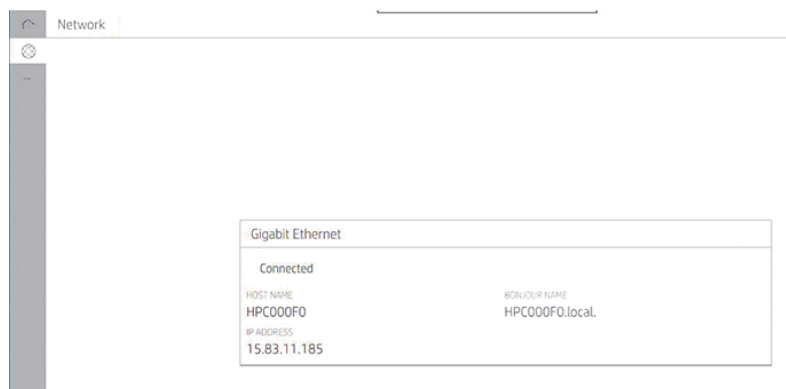 Network
Gigabit Ethernet
Connected
HOST NAME
HPC000F0
BONJOUR NAME
HPC000F0.local.
IP ADDRESS
15.83.11.185